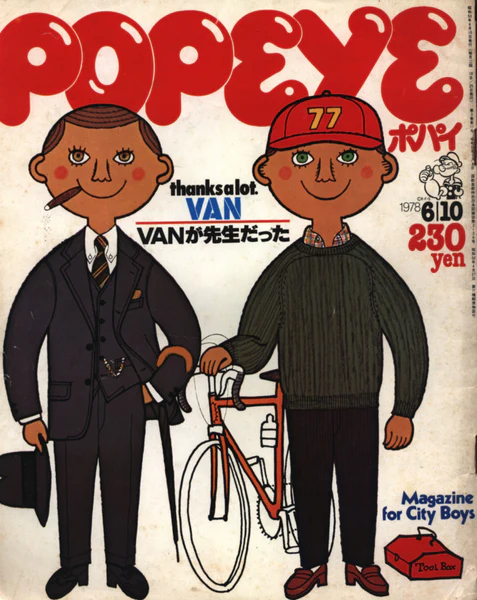 POPEYE
ポパイ
77
thanks a lot.
VAN
VANが先生だった
1978
6|10
230
yen
Magazine
for City Boys
Tool Box